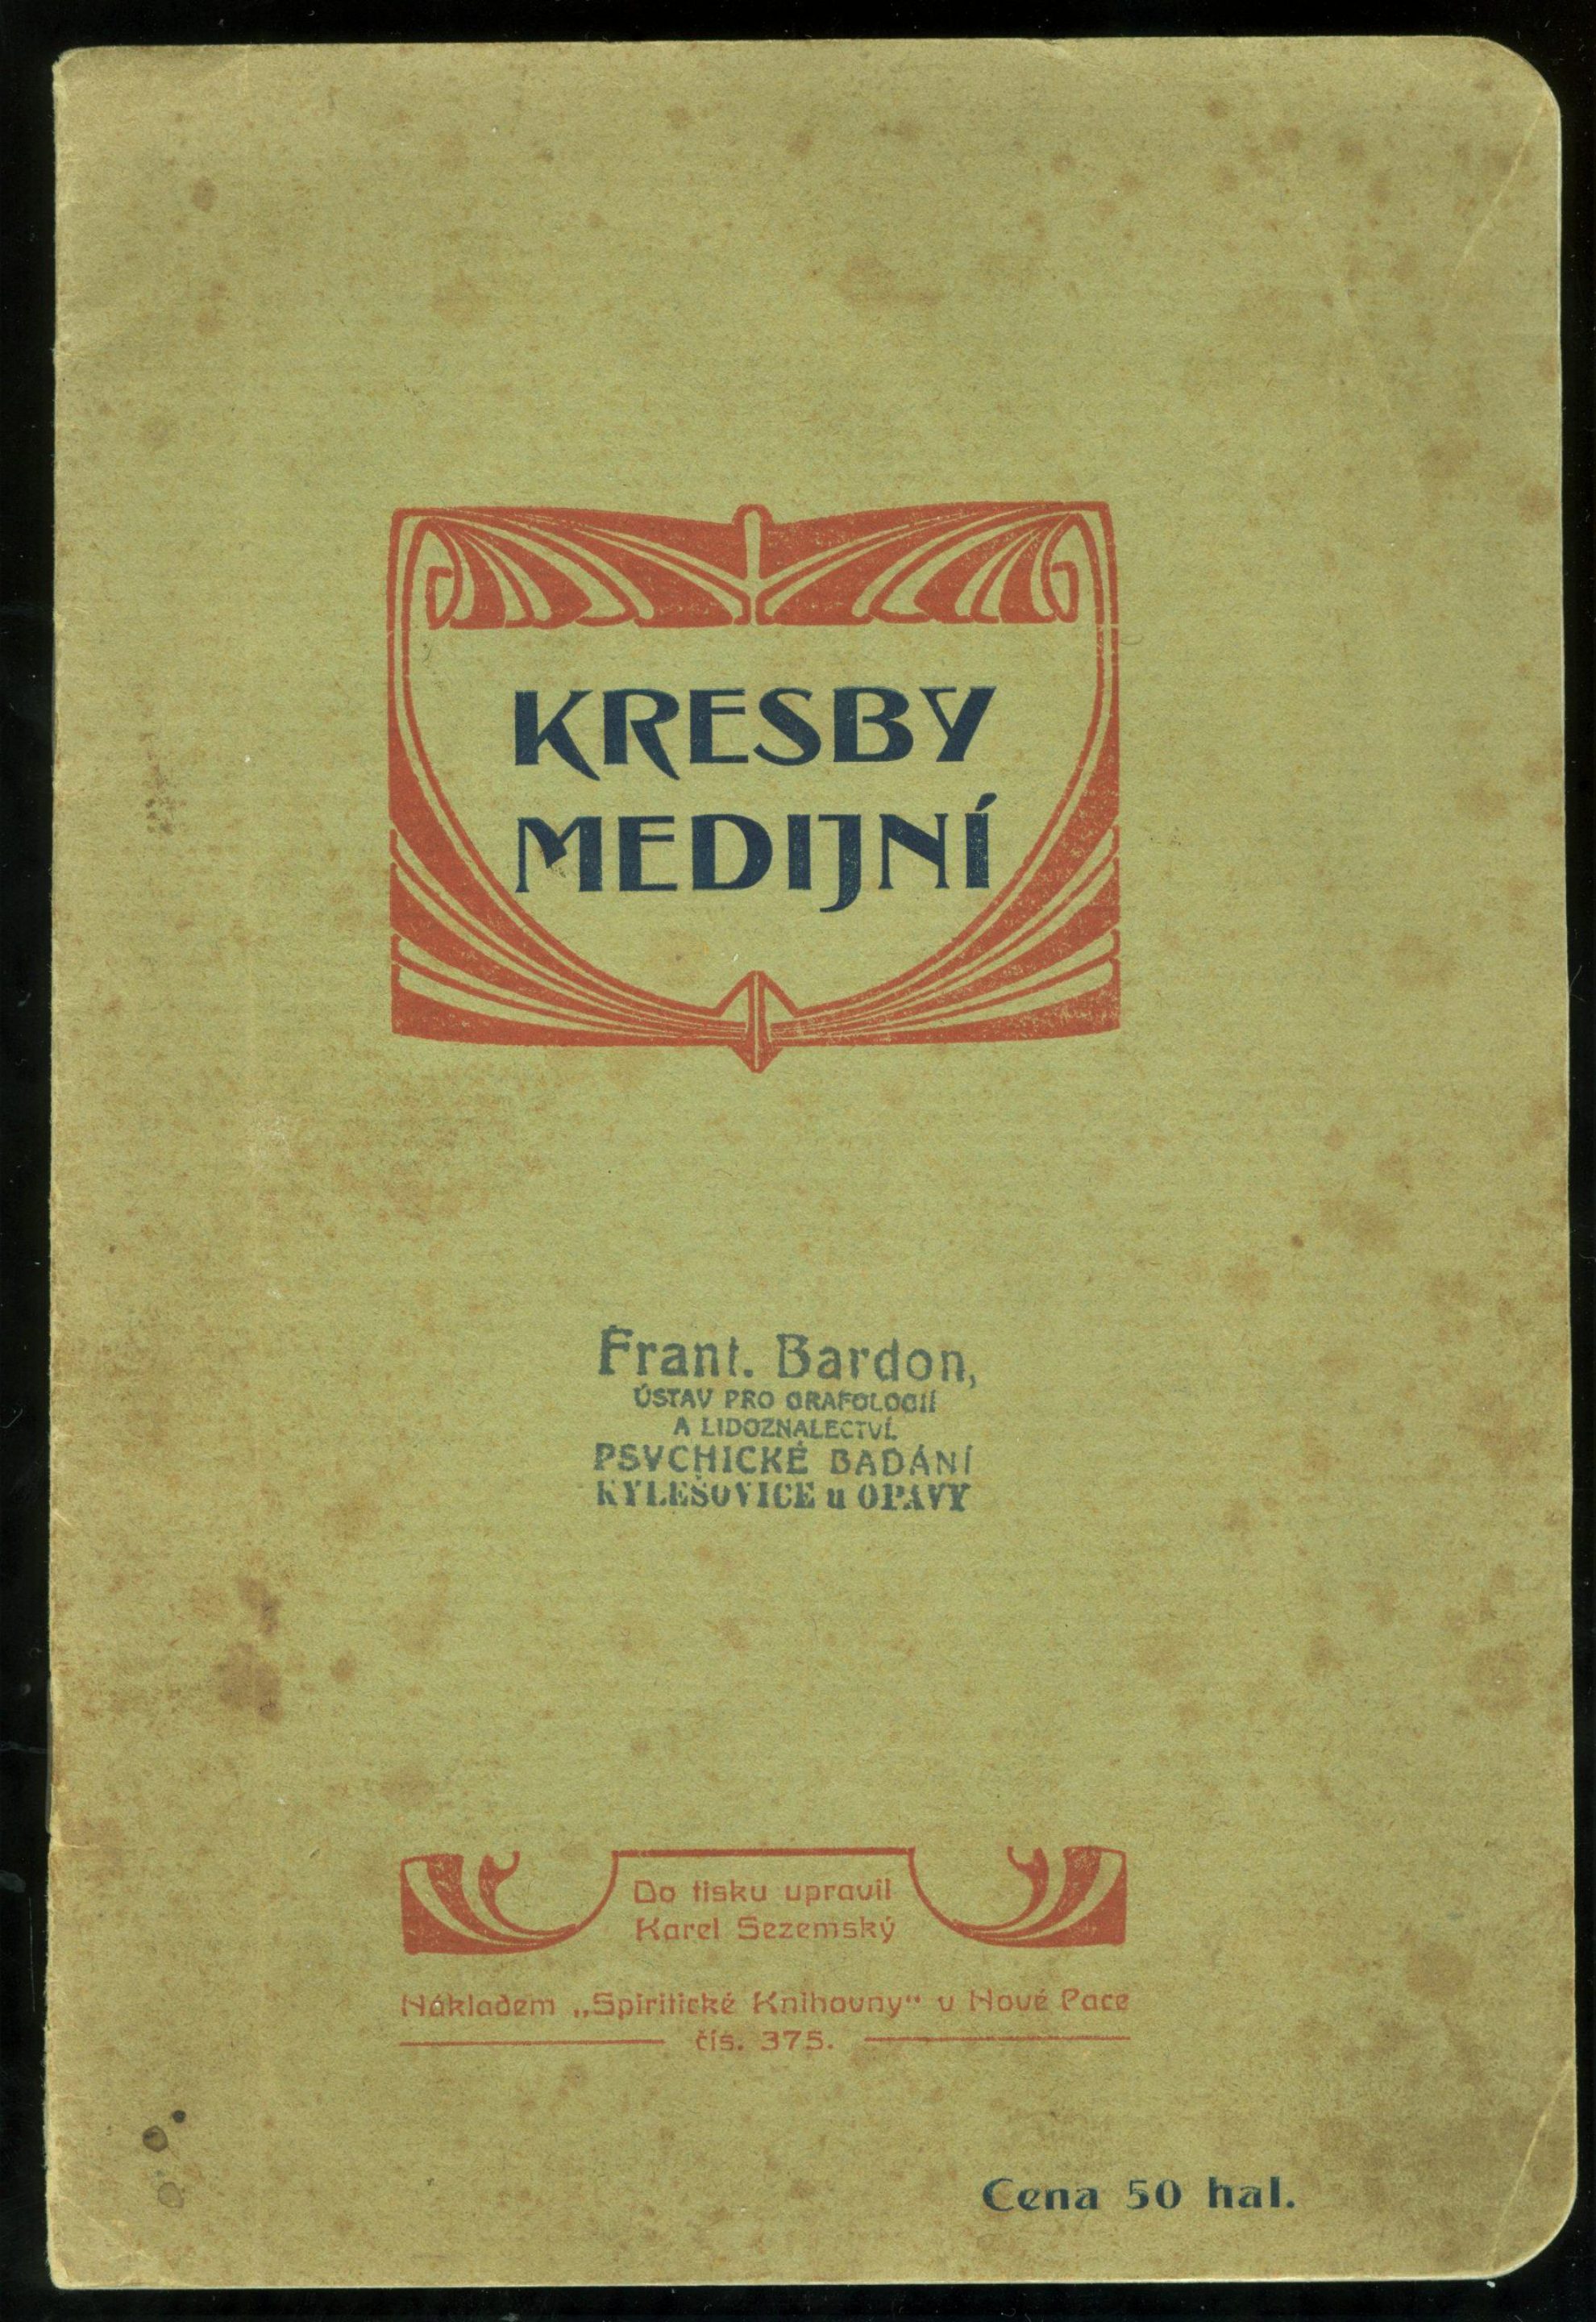 KRESBY
MEDIJNÍ
Frant. Bardon,
ÚSTAV PRO GRAFOLOGII
A LIDOZNALECTVÍ.
PSYCHICKÉ BADÁNÍ
KYLEŠOVICE u OPAVY
Do tisku upravil
Karel Sezemský
Nákladem „Spiritické Knihovny“ v Nové Pace
čís. 375.
Cena 50 hal.